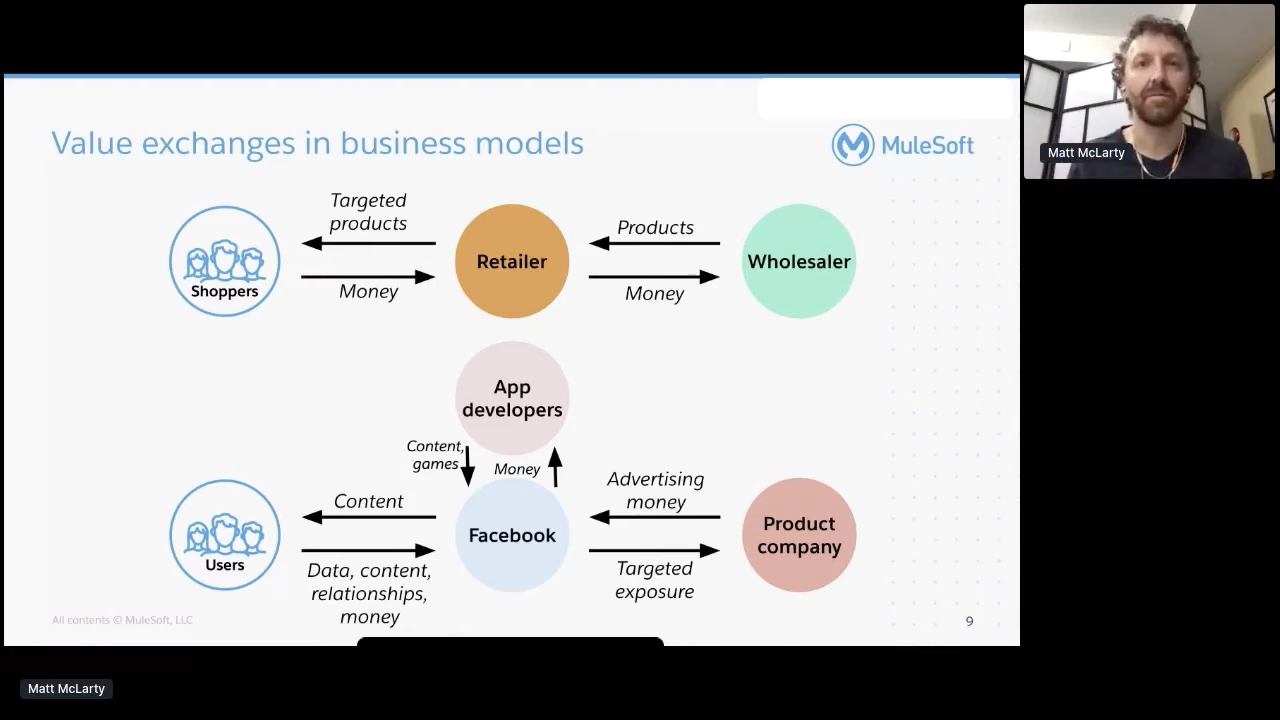 Value exchanges in business models
MuleSoft
Matt McLarty
Targeted
products
Products
Retailer
Wholesaler
Shoppers
Money
Money
App
developers
Content,
games
Money
Advertising
money
Content
Facebook
Product
company
Users
Data, content,
relationships,
money
Targeted
exposure
All contents © MuleSoft, LLC
9
Matt McLarty